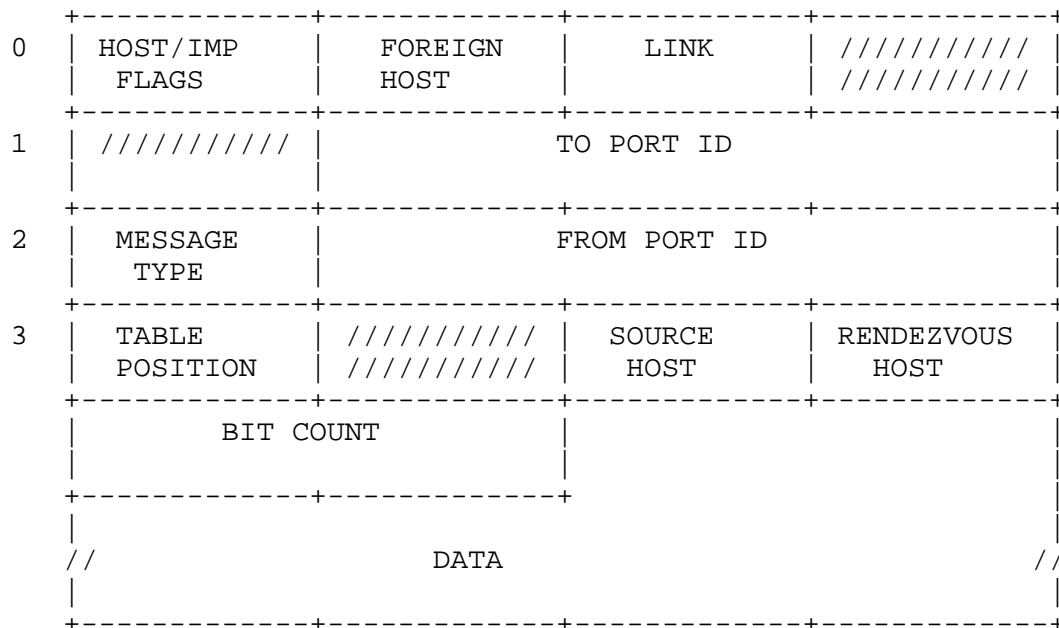 0 HOST/IMP FOREIGN LINK ///////////
FLAGS HOST ///////////
1 /////////// TO PORT ID
2 MESSAGE FROM PORT ID
TYPE
3 TABLE /////////// SOURCE RENDEZVOUS
POSITION /////////// HOST HOST
BIT COUNT
// DATA //